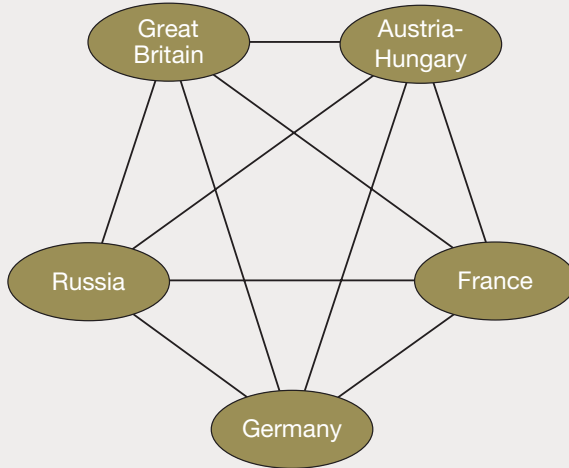 Great
Britain
Austria-
Hungary
Russia
France
Germany